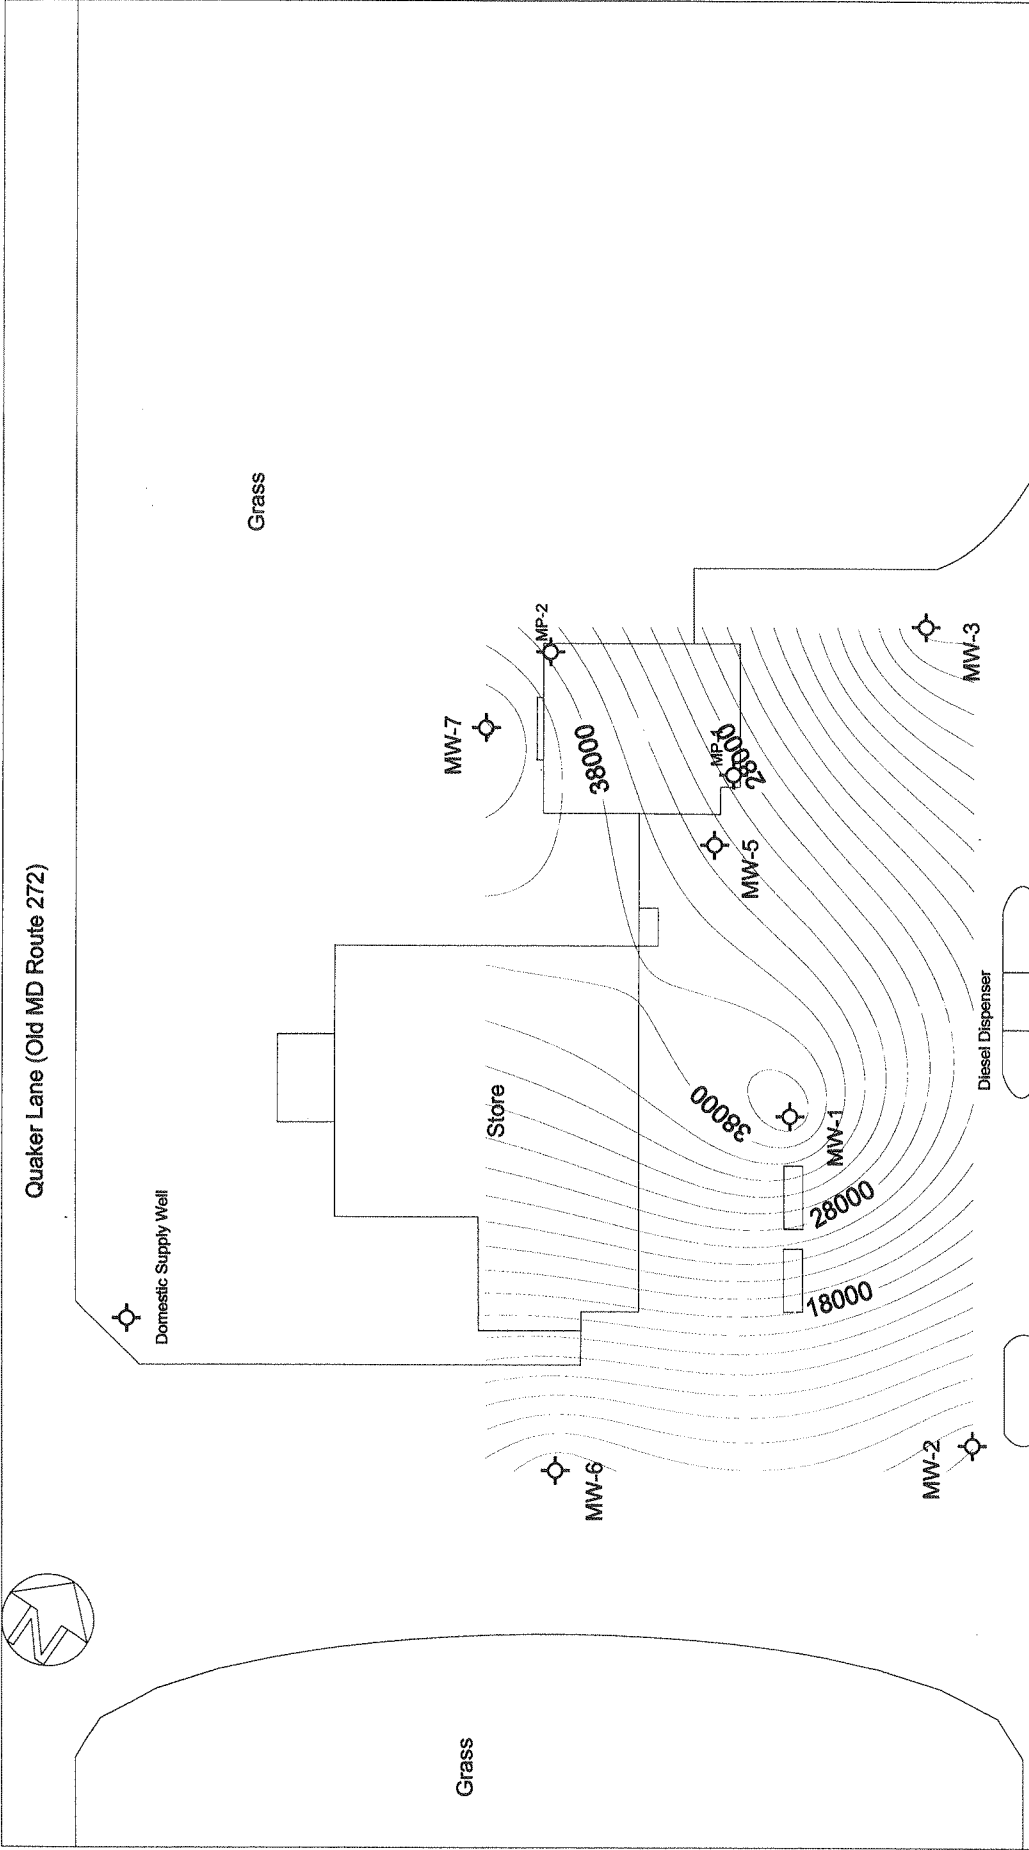 Quaker Lane (Old MD Route 272)
N
Domestic Supply Well
Grass
Grass
Store
MW-7
MP-2
38000
MP-1
28000
MW-5
MW-3
38000
MW-1
28000
18000
MW-6
MW-2
Diesel Dispenser